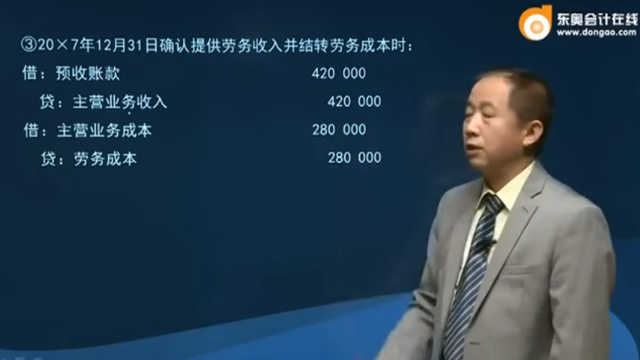 东奥会计在线
www.dongao.com
③20×7年12月31日确认提供劳务收入并结转劳务成本时：
借：预收账款 420 000
贷：主营业务收入 420 000
借：主营业务成本 280 000
贷：劳务成本 280 000